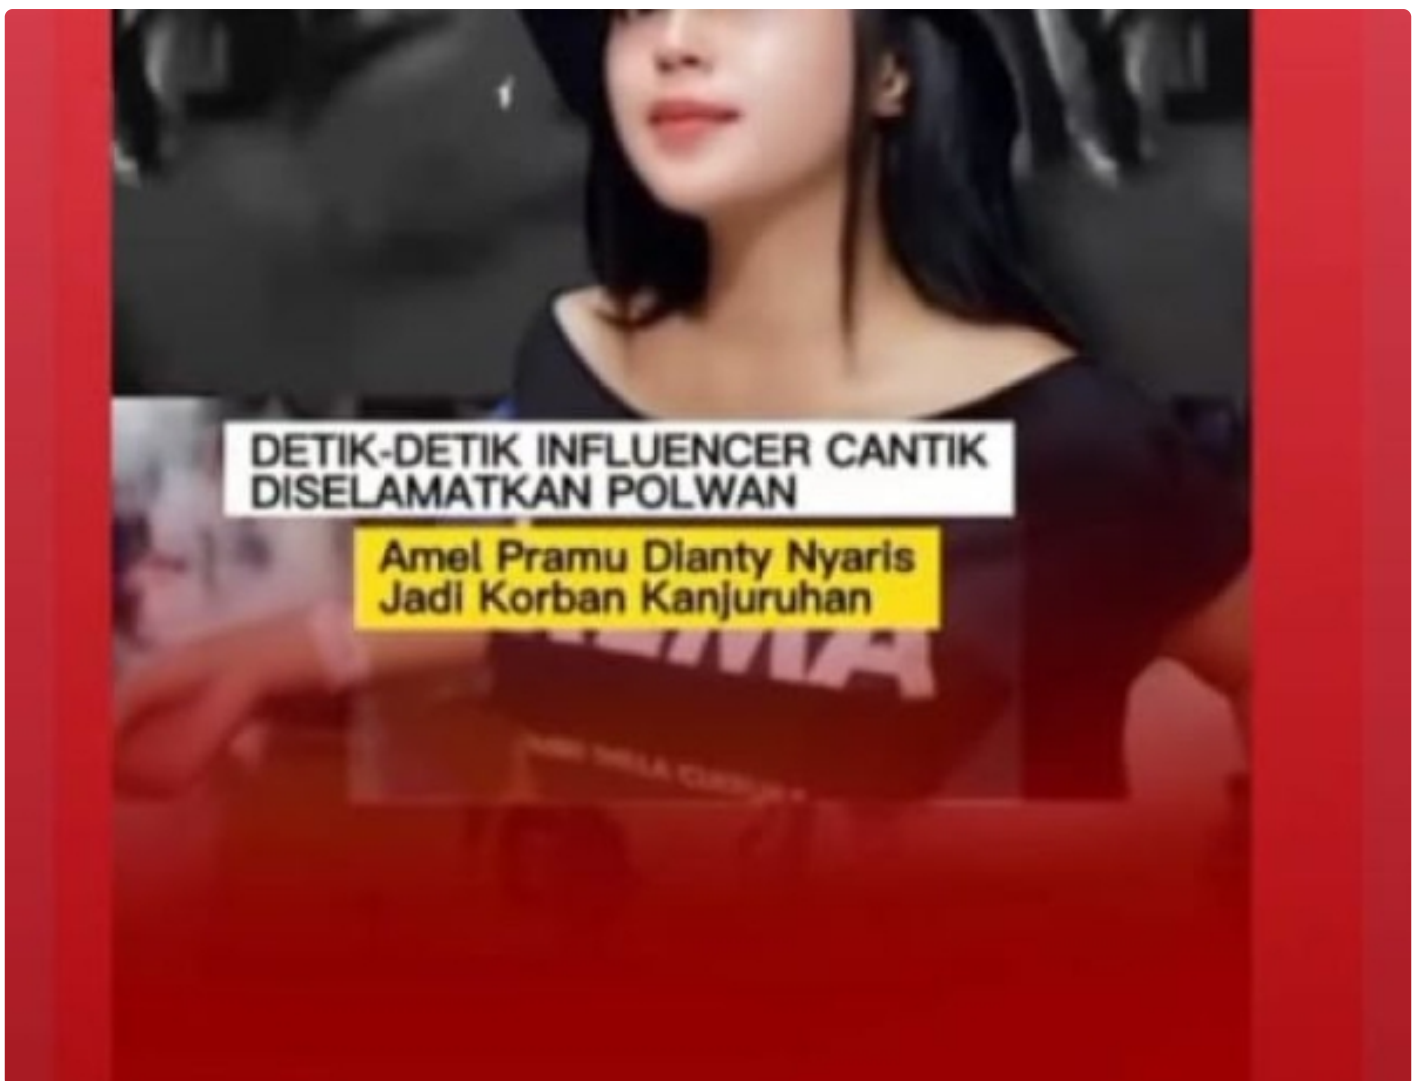 DETIK-DETIK INFLUENCER CANTIK
DISELAMATKAN POLWAN
Amel Pramu Dianty Nyaris
Jadi Korban Kanjuruhan